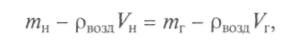 mн − ρвозд Vн = mг − ρвозд Vг,